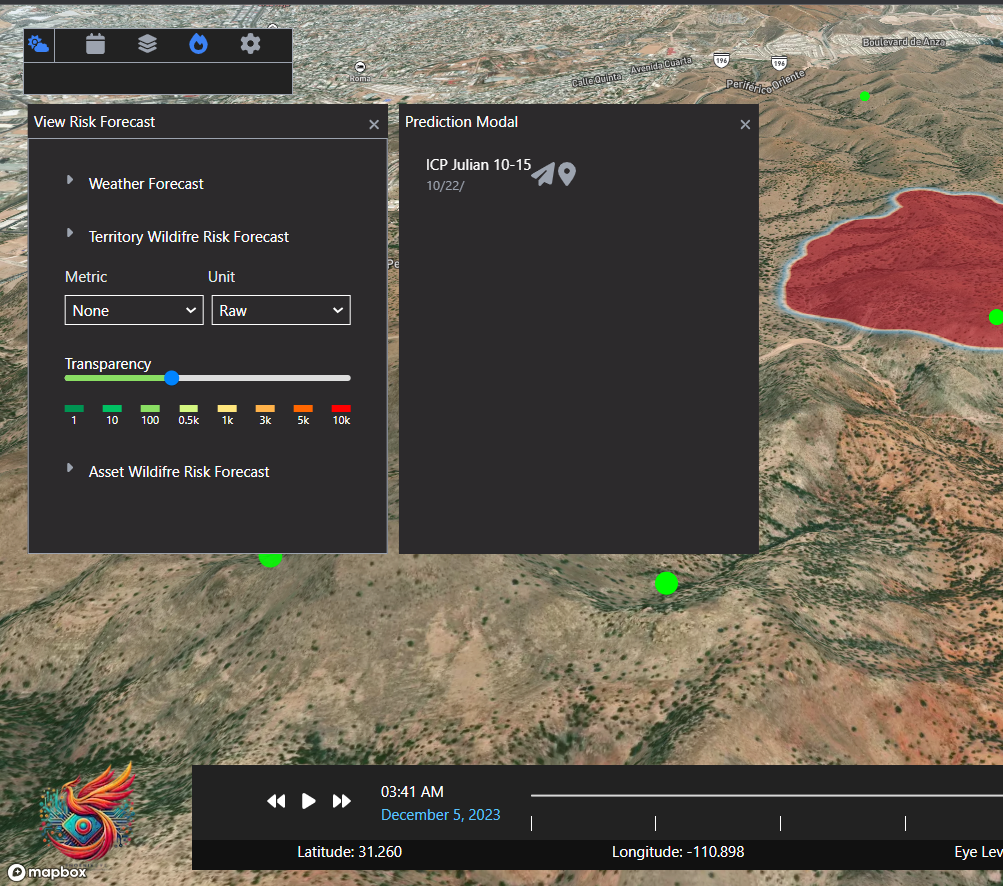 Boulevard de Anza
Avenida Cuarta
196
196
Calle Quinta
Periférico Oriente
Roma
View Risk Forecast
Weather Forecast
Territory Wildifre Risk Forecast
Metric
Unit
None
Raw
Transparency
1 10 100 0.5k 1k 3k 5k 10k
Asset Wildifre Risk Forecast
Prediction Modal
ICP Julian 10-15
10/22/
Pe
03:41 AM
December 5, 2023
Latitude: 31.260
Longitude: -110.898
Eye Lev
mapbox